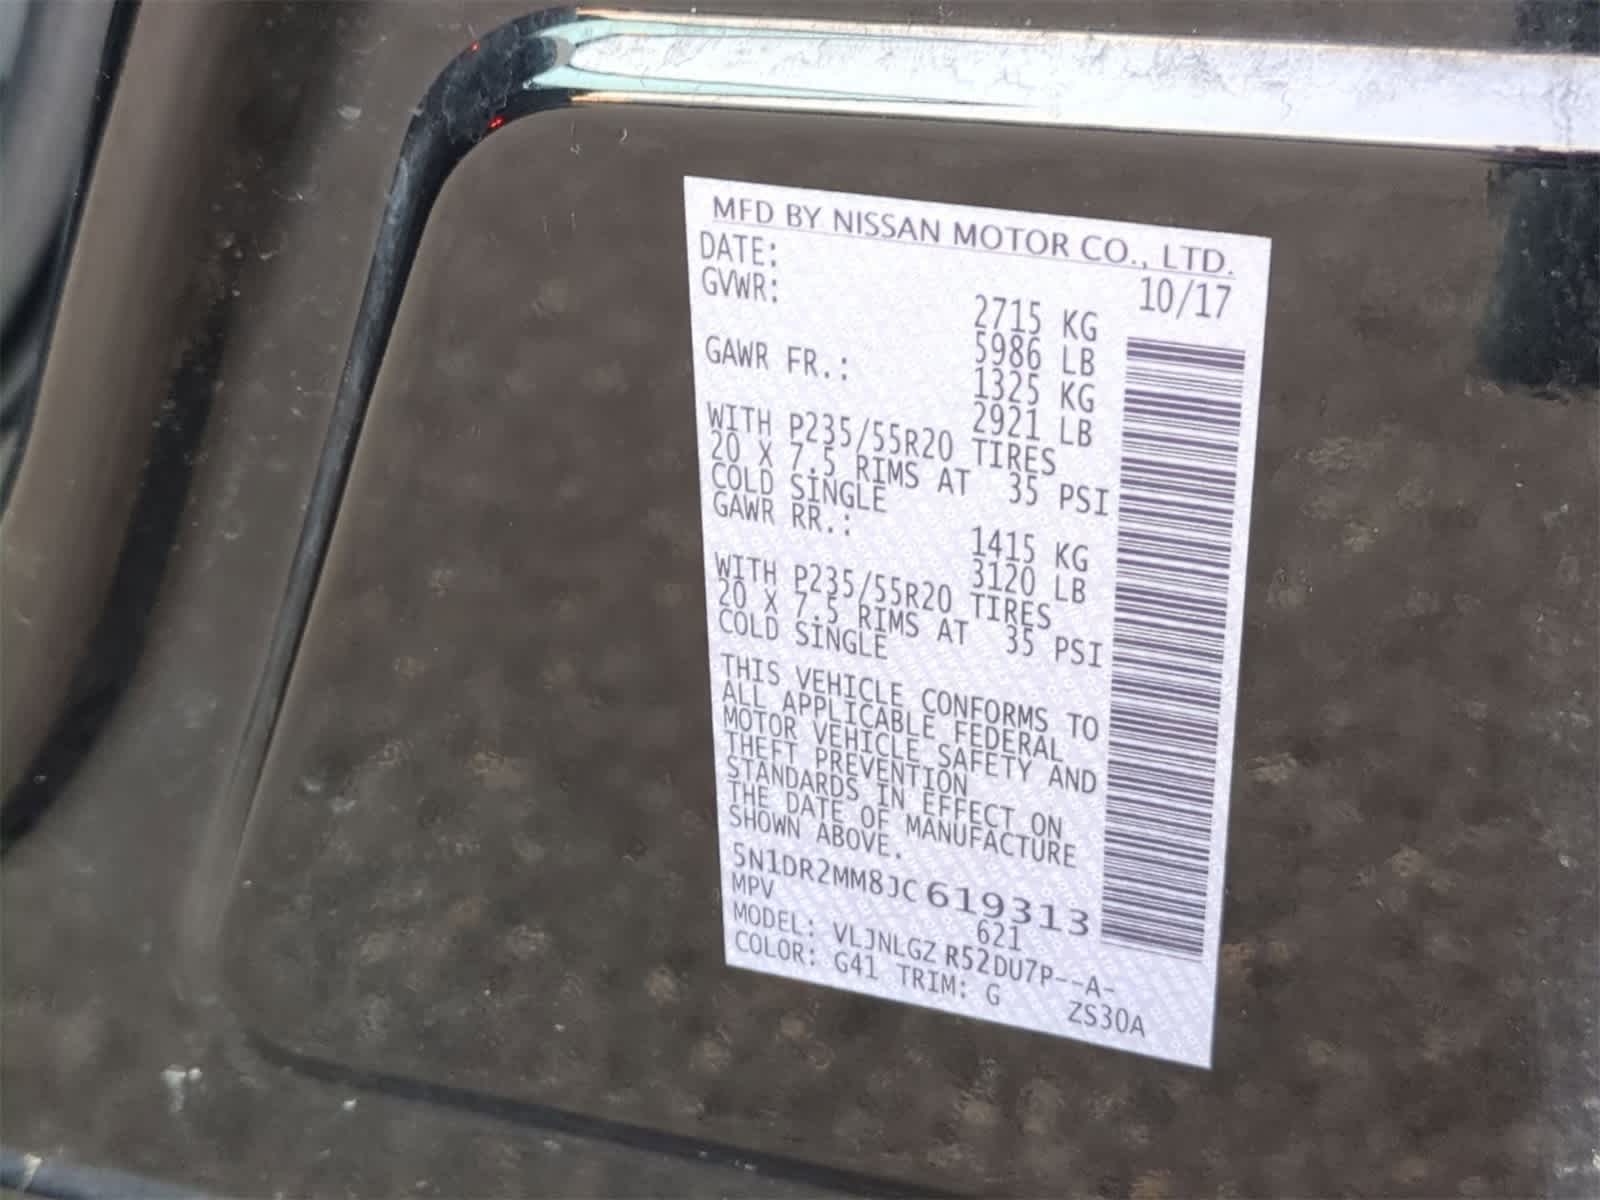 MFD BY NISSAN MOTOR CO., LTD.
DATE: 10/17
GVWR: 2715 KG
5986 LB
GAWR FR.: 1325 KG
2921 LB
WITH P235/55R20 TIRES
20 X 7.5 RIMS AT 35 PSI
COLD SINGLE
GAWR RR.: 1415 KG
3120 LB
WITH P235/55R20 TIRES
20 X 7.5 RIMS AT 35 PSI
COLD SINGLE
THIS VEHICLE CONFORMS TO
ALL APPLICABLE FEDERAL
MOTOR VEHICLE SAFETY AND
THEFT PREVENTION
STANDARDS IN EFFECT ON
THE DATE OF MANUFACTURE
SHOWN ABOVE.
5N1DR2MM8JC619313
MPV 621
MODEL: VLJNLGZ R52DU7P--A-
COLOR: G41 TRIM: G ZS30A